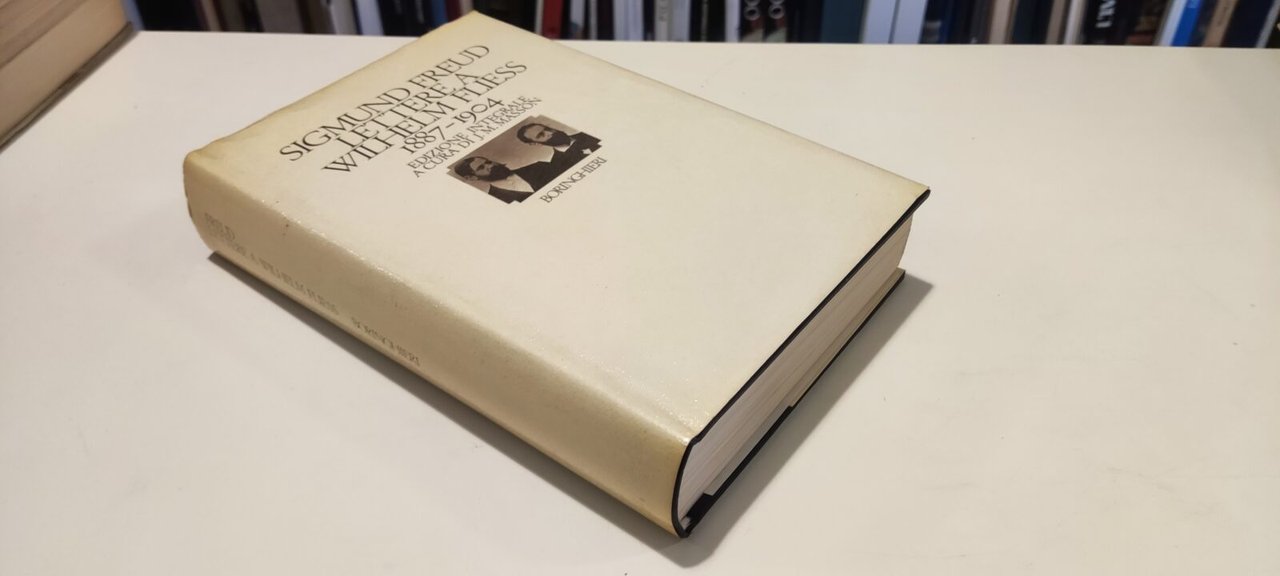 SIGMUND FREUD
LETTERE A
WILHELM FLIESS
1887-1904
EDIZIONE INTEGRALE
A CURA DI J. M. MASSON
BORINGHIERI
FREUD
LETTERE A WILHELM FLIESS
BORINGHIERI